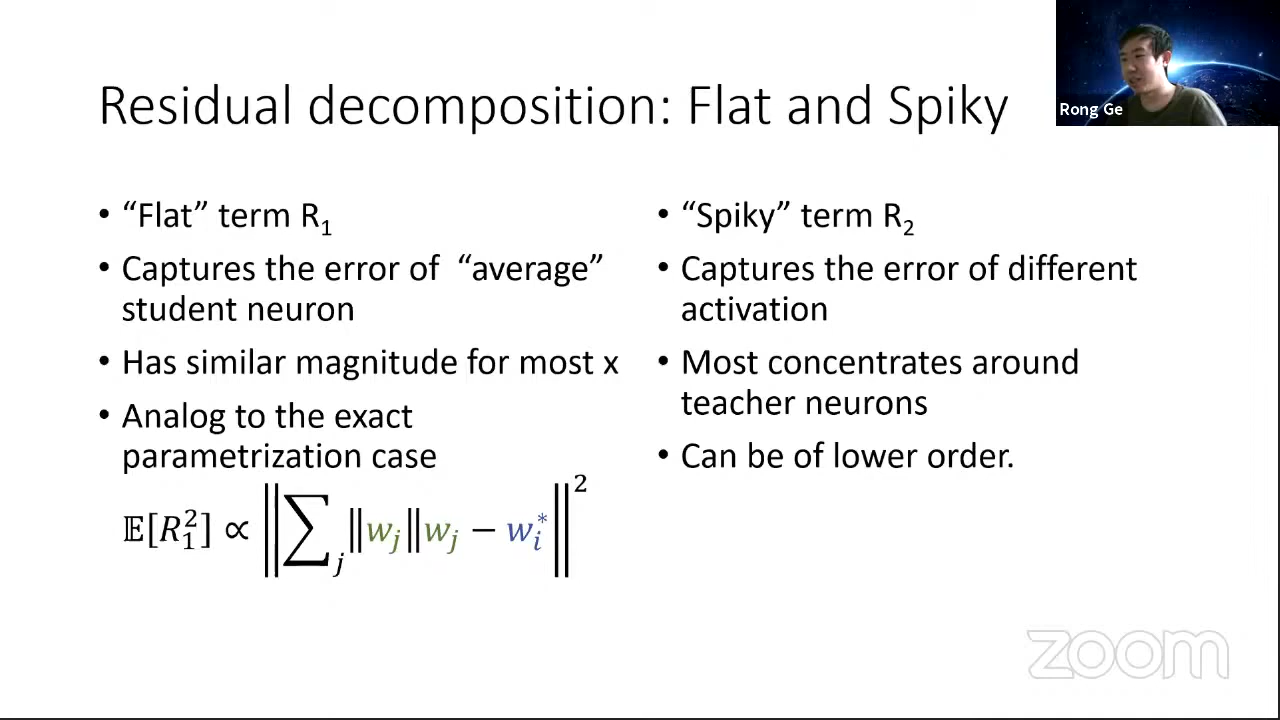 Residual decomposition: Flat and Spiky
Rong Ge
• “Flat” term R₁
• Captures the error of “average”
student neuron
• Has similar magnitude for most x
• Analog to the exact
parametrization case
𝔼[R₁²] ∝ ‖∑ⱼ ‖wⱼ‖wⱼ − wᵢ*‖²
• “Spiky” term R₂
• Captures the error of different
activation
• Most concentrates around
teacher neurons
• Can be of lower order.
zoom